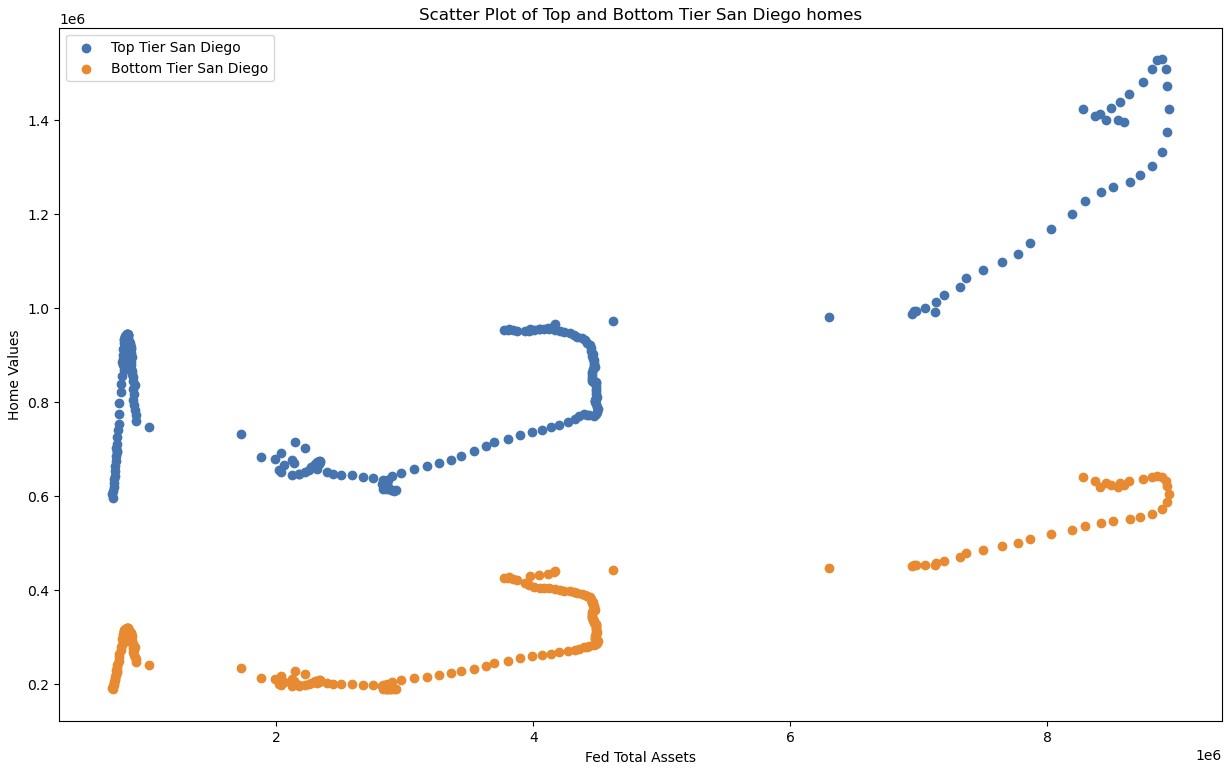 Scatter Plot of Top and Bottom Tier San Diego homes
1e6
Top Tier San Diego
Bottom Tier San Diego
Home Values
1.4
1.2
1.0
0.8
0.6
0.4
0.2
2 4 6 8
Fed Total Assets
1e6